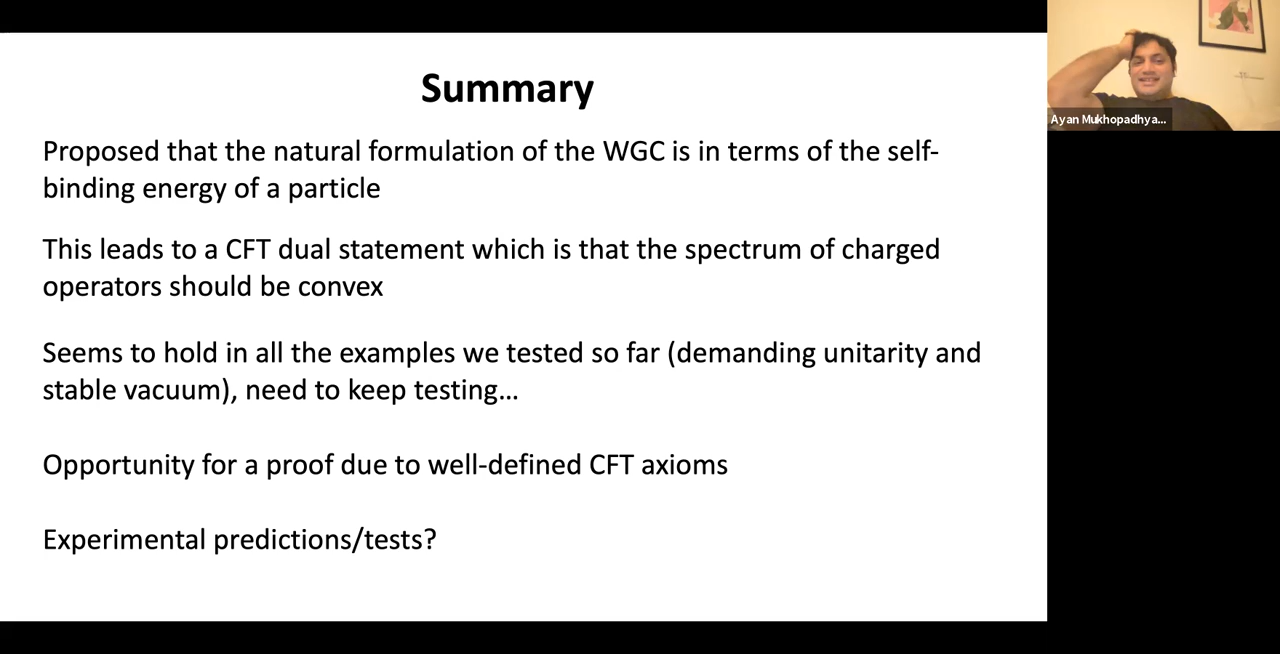 Summary
Proposed that the natural formulation of the WGC is in terms of the self-
binding energy of a particle
This leads to a CFT dual statement which is that the spectrum of charged
operators should be convex
Seems to hold in all the examples we tested so far (demanding unitarity and
stable vacuum), need to keep testing...
Opportunity for a proof due to well-defined CFT axioms
Experimental predictions/tests?
Ayan Mukhopadhya...